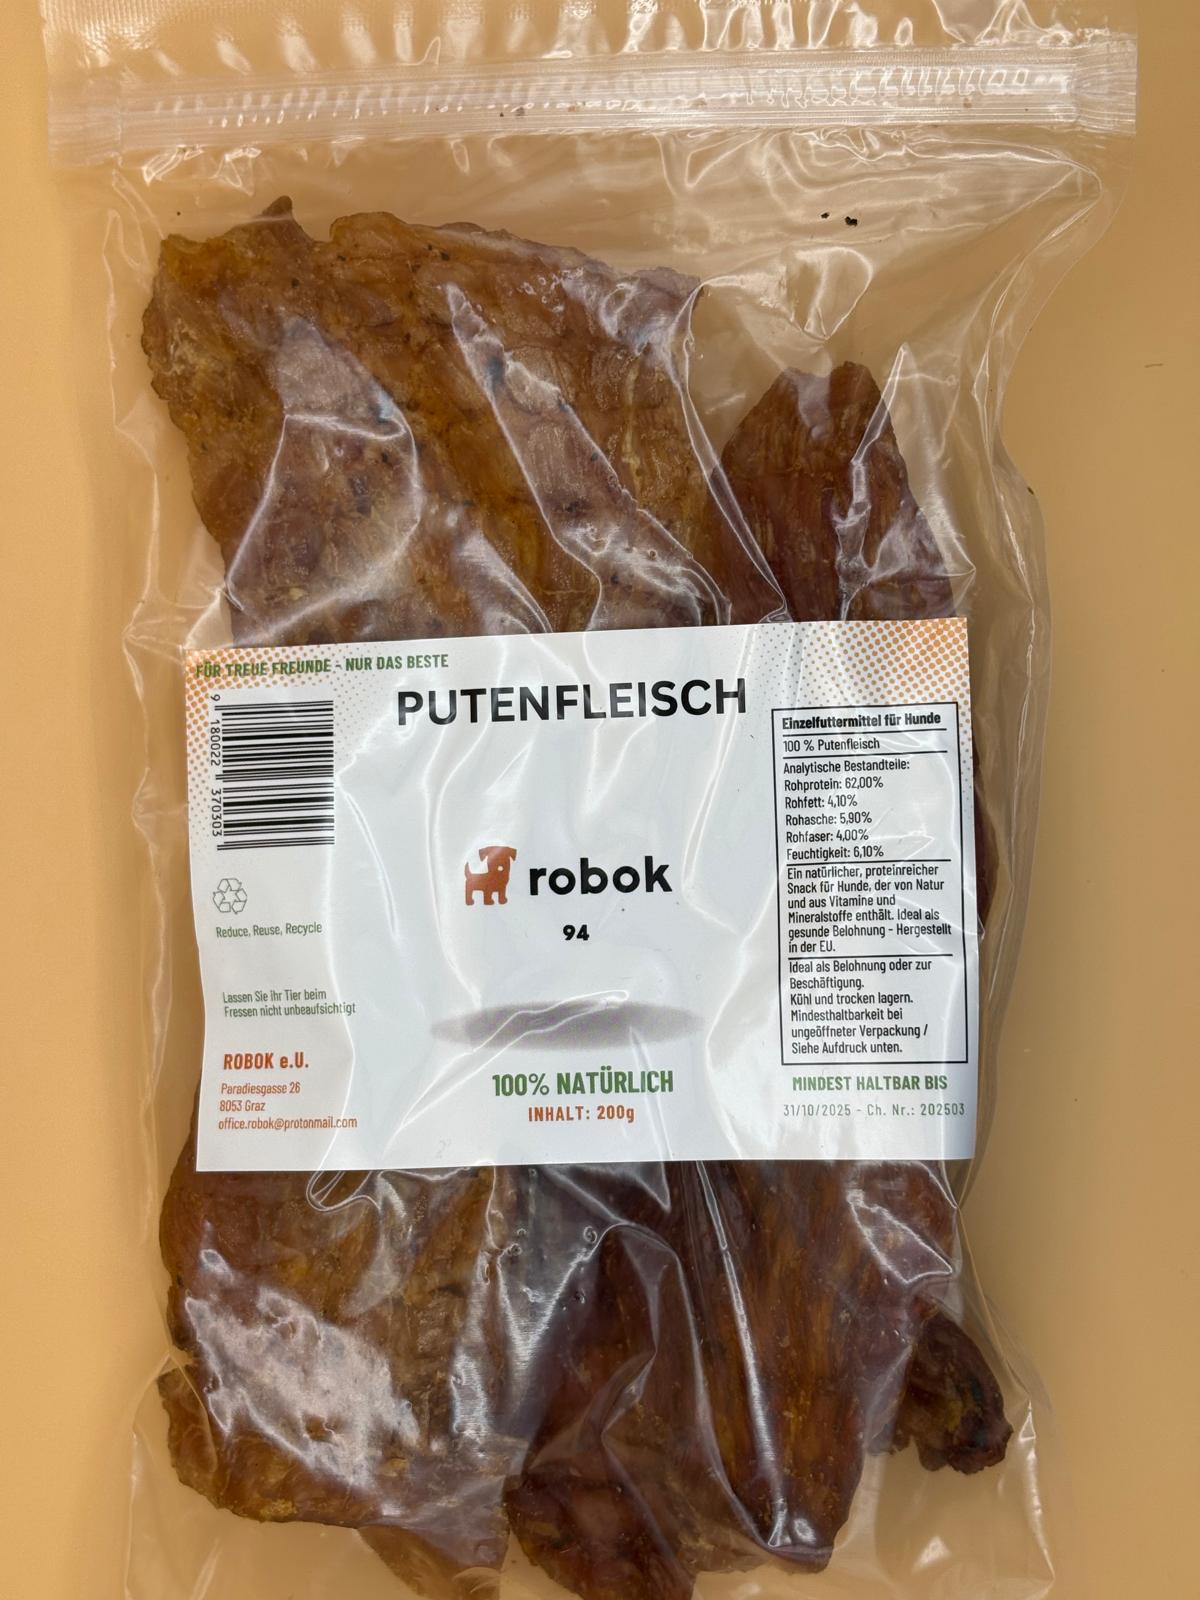 FÜR TREUE FREUNDE - NUR DAS BESTE
PUTENFLEISCH
9 180022 370303
Reduce, Reuse, Recycle
Lassen Sie ihr Tier beim
Fressen nicht unbeaufsichtigt
ROBOK e.U.
Paradiesgasse 26
8053 Graz
office.robok@protonmail.com
robok
94
100% NATÜRLICH
INHALT: 200g
Einzelfuttermittel für Hunde
100 % Putenfleisch
Analytische Bestandteile:
Rohprotein: 62,00%
Rohfett: 4,10%
Rohasche: 5,90%
Rohfaser: 4,00%
Feuchtigkeit: 6,10%
Ein natürlicher, proteinreicher
Snack für Hunde, der von Natur
und aus Vitamine und
Mineralstoffe enthält. Ideal als
gesunde Belohnung - Hergestellt
in der EU.
Ideal als Belohnung oder zur
Beschäftigung.
Kühl und trocken lagern.
Mindesthaltbarkeit bei
ungeöffneter Verpackung /
Siehe Aufdruck unten.
MINDEST HALTBAR BIS
31/10/2025 - Ch. Nr.: 202503